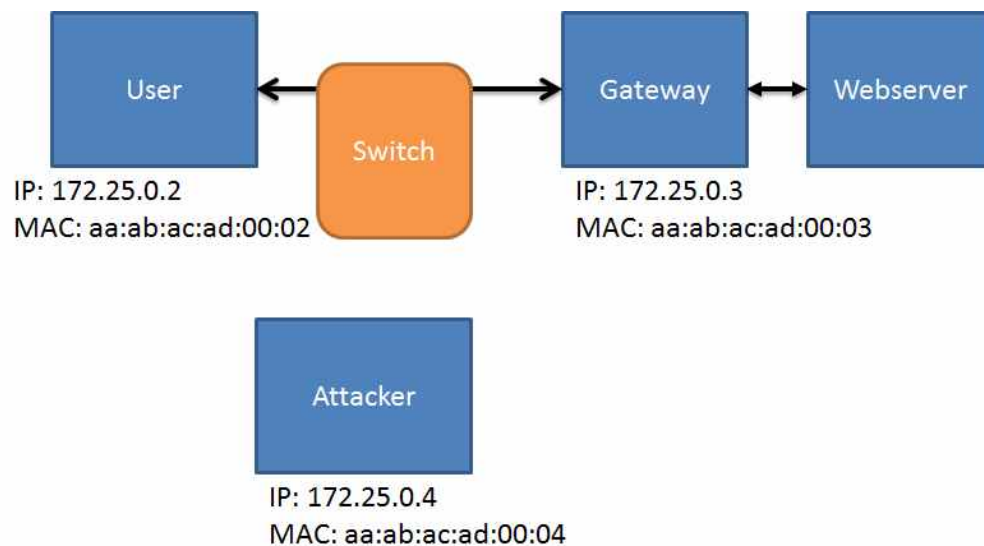 User
Switch
Gateway
Webserver
IP: 172.25.0.2
MAC: aa:ab:ac:ad:00:02
IP: 172.25.0.3
MAC: aa:ab:ac:ad:00:03
Attacker
IP: 172.25.0.4
MAC: aa:ab:ac:ad:00:04